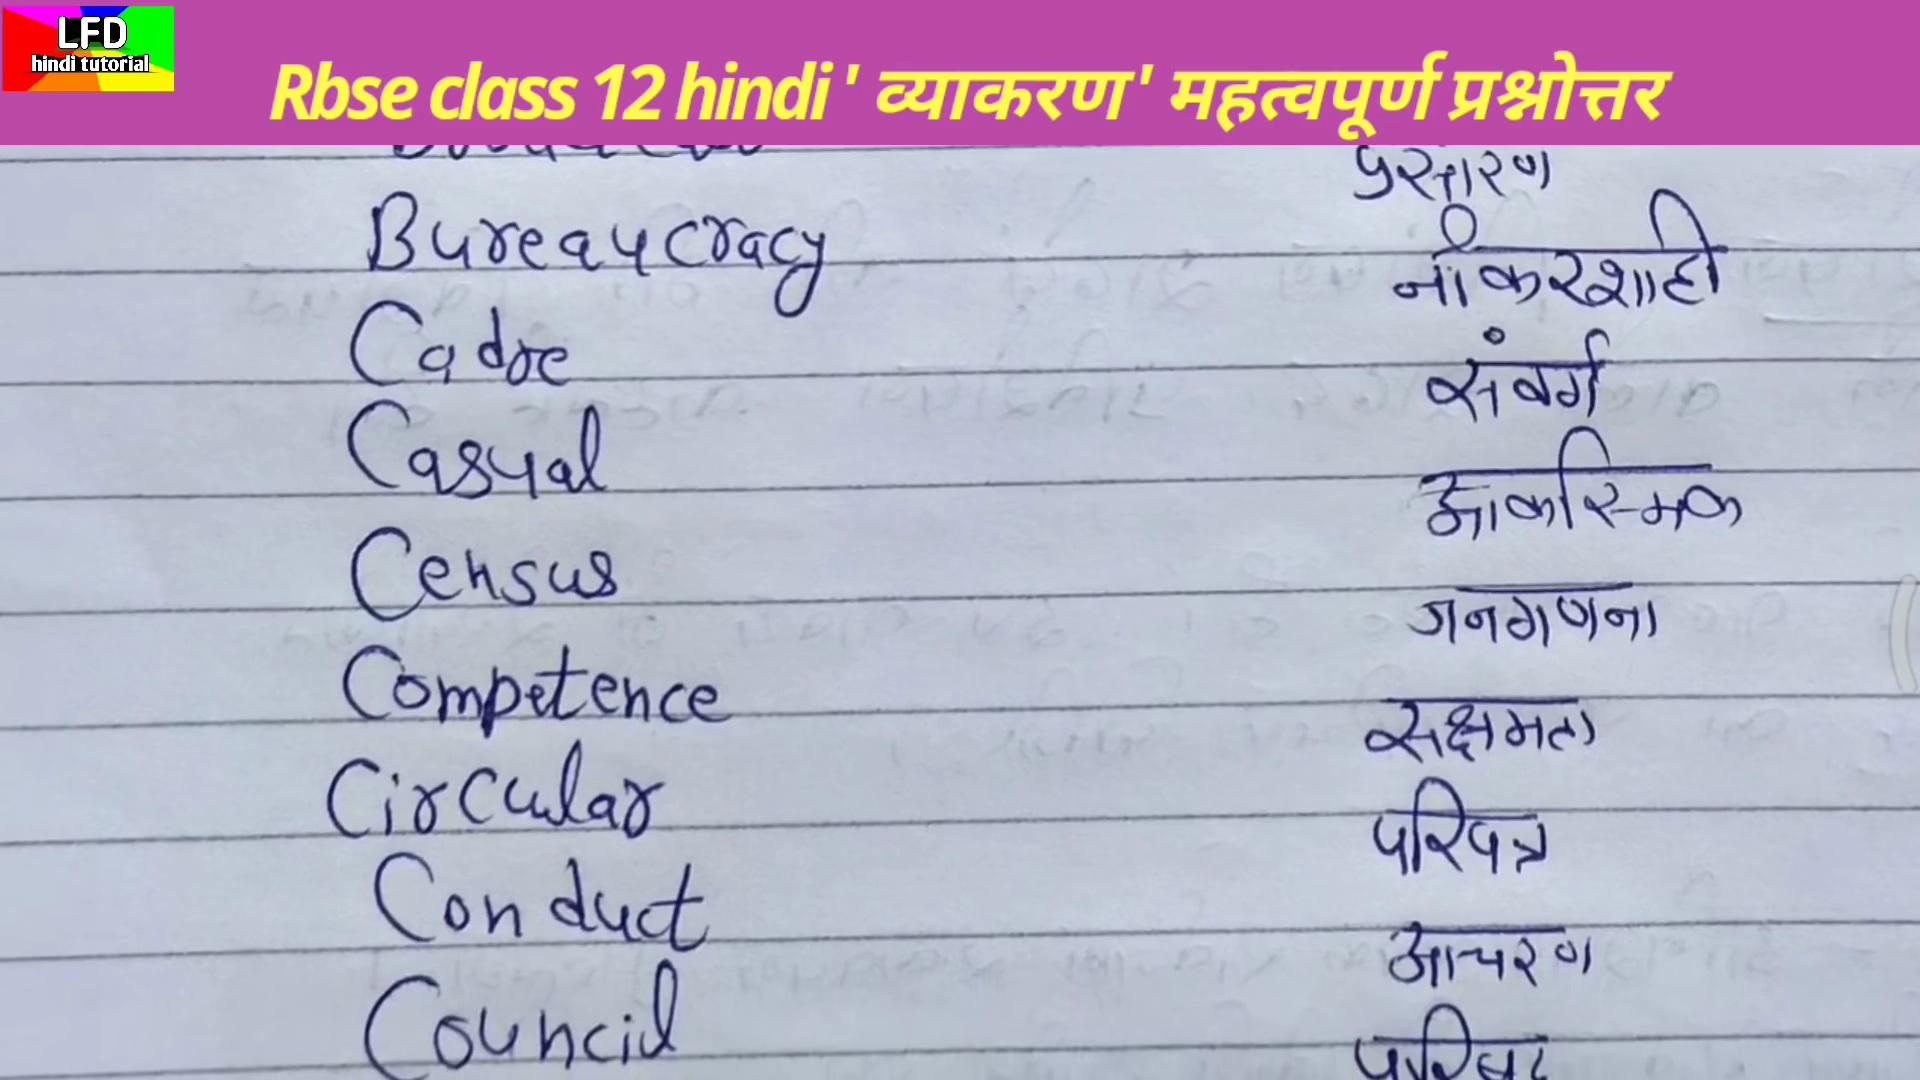 LFD
hindi tutorial
Rbse class 12 hindi ' व्याकरण' महत्वपूर्ण प्रश्नोत्तर
प्रसारण
Bureaucracy नौकरशाही
Cadre संवर्ग
Casual आकस्मिक
Census जनगणना
Competence सक्षमता
Circular परिपत्र
Conduct आचरण
Council